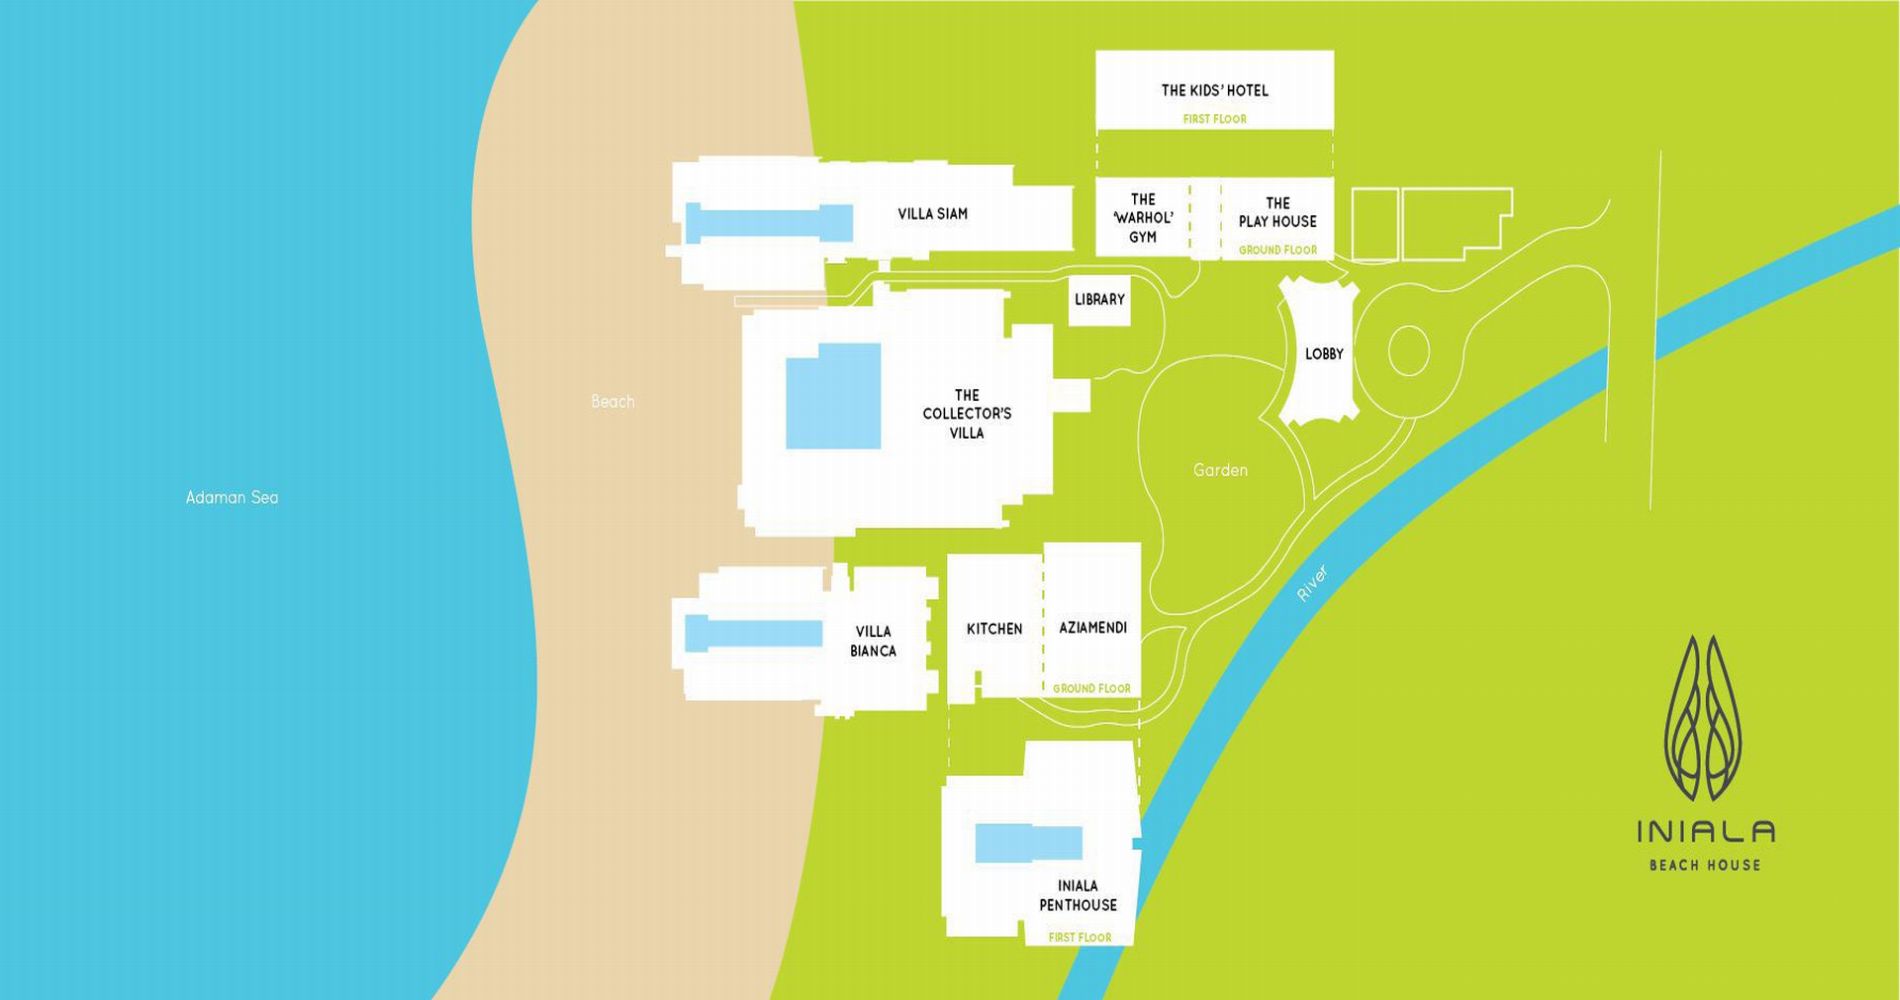 THE KIDS' HOTEL
FIRST FLOOR
THE
'WARHOL'
GYM
THE
PLAY HOUSE
GROUND FLOOR
VILLA SIAM
LIBRARY
LOBBY
Beach
THE
COLLECTOR'S
VILLA
Garden
Adaman Sea
River
VILLA
BIANCA
KITCHEN
AZIAMENDI
GROUND FLOOR
INIALA
PENTHOUSE
FIRST FLOOR
INIALA
BEACH HOUSE